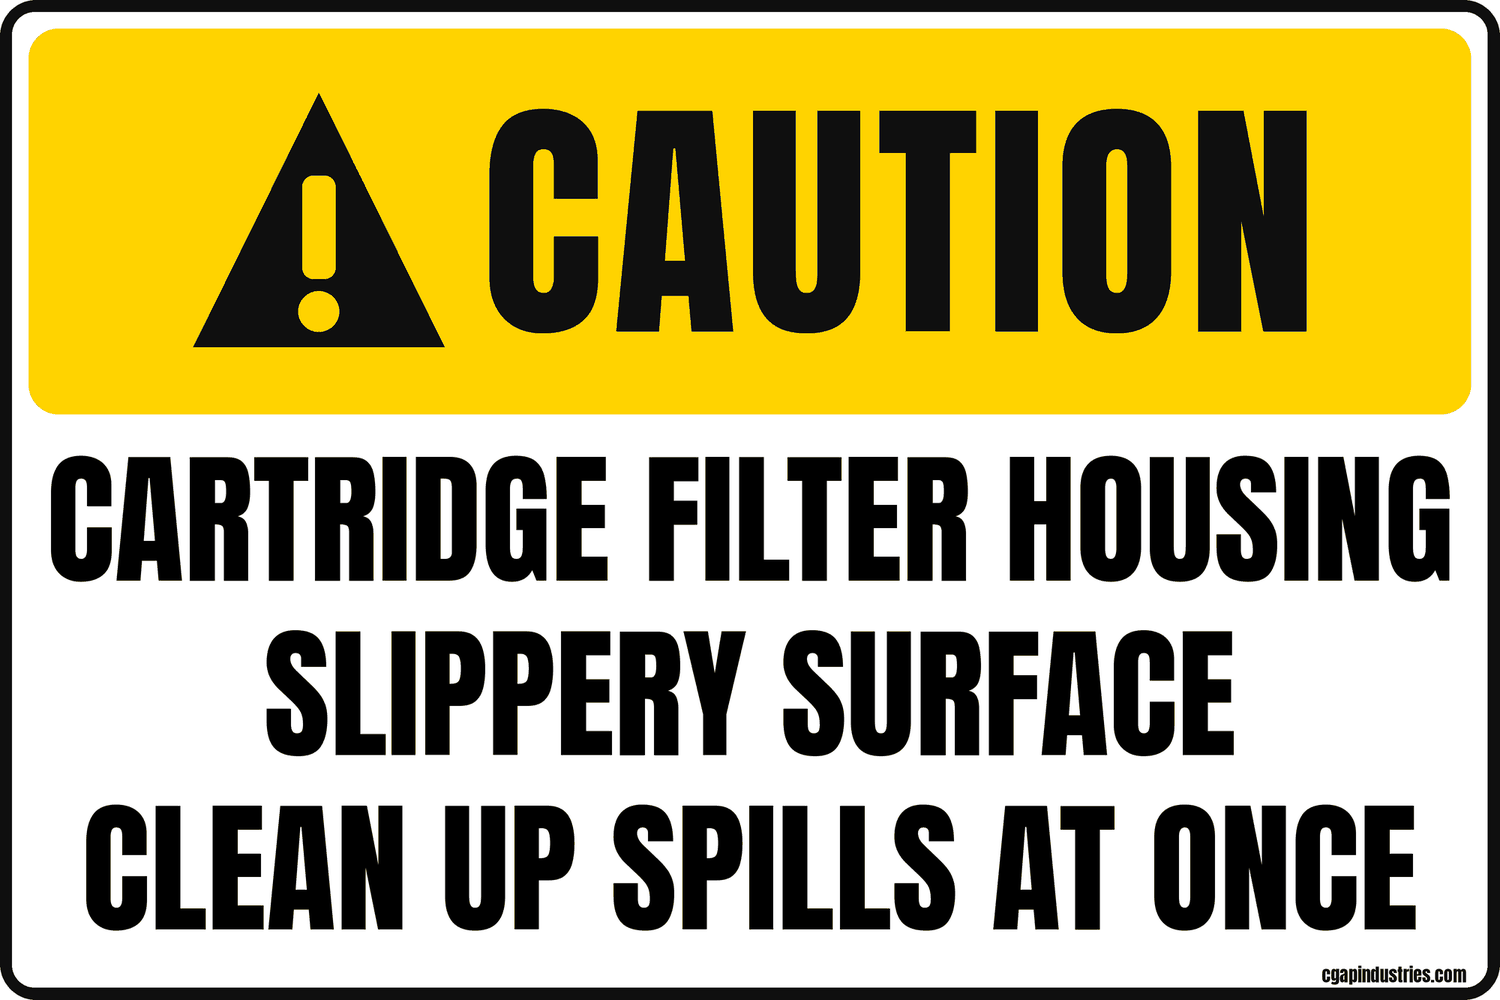 CAUTION
CARTRIDGE FILTER HOUSING
SLIPPERY SURFACE
CLEAN UP SPILLS AT ONCE
cgapindustries.com